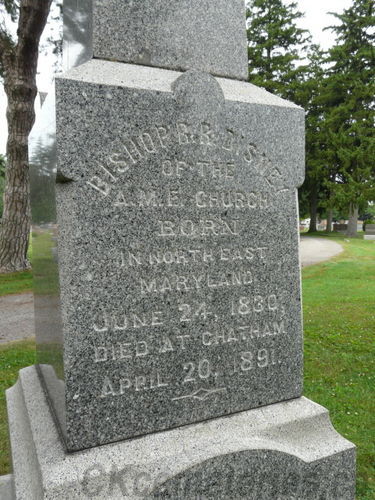 BISHOP R.R. DISNEY
OF THE
A.M.E. CHURCH
BORN
IN NORTH EAST
MARYLAND
JUNE 24, 1830,
DIED AT CHATHAM
APRIL 20, 1891.